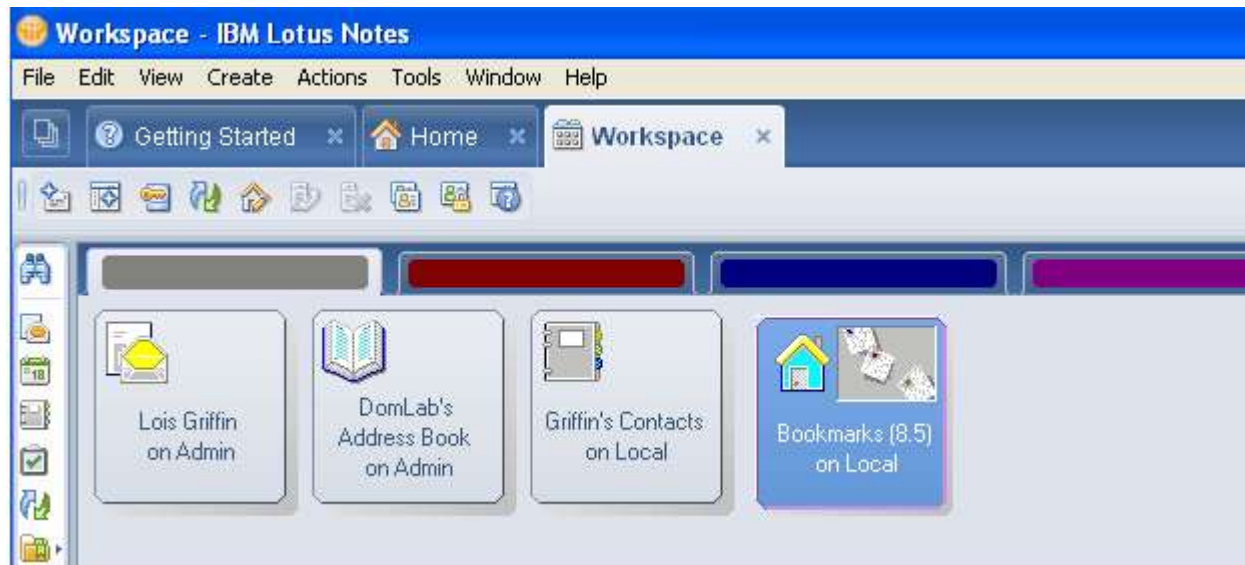 Workspace - IBM Lotus Notes
File Edit View Create Actions Tools Window Help
Getting Started Home Workspace
Lois Griffin
on Admin
DomLab's
Address Book
on Admin
Griffin's Contacts
on Local
Bookmarks (8.5)
on Local
18